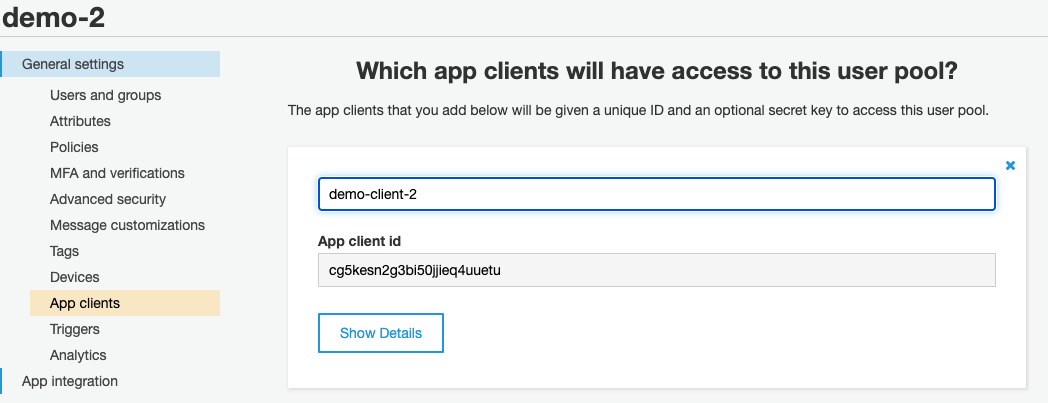 demo-2
General settings
Users and groups
Attributes
Policies
MFA and verifications
Advanced security
Message customizations
Tags
Devices
App clients
Triggers
Analytics
App integration
Which app clients will have access to this user pool?
The app clients that you add below will be given a unique ID and an optional secret key to access this user pool.
demo-client-2
App client id
cg5kesn2g3bi50jjieq4uuetu
Show Details